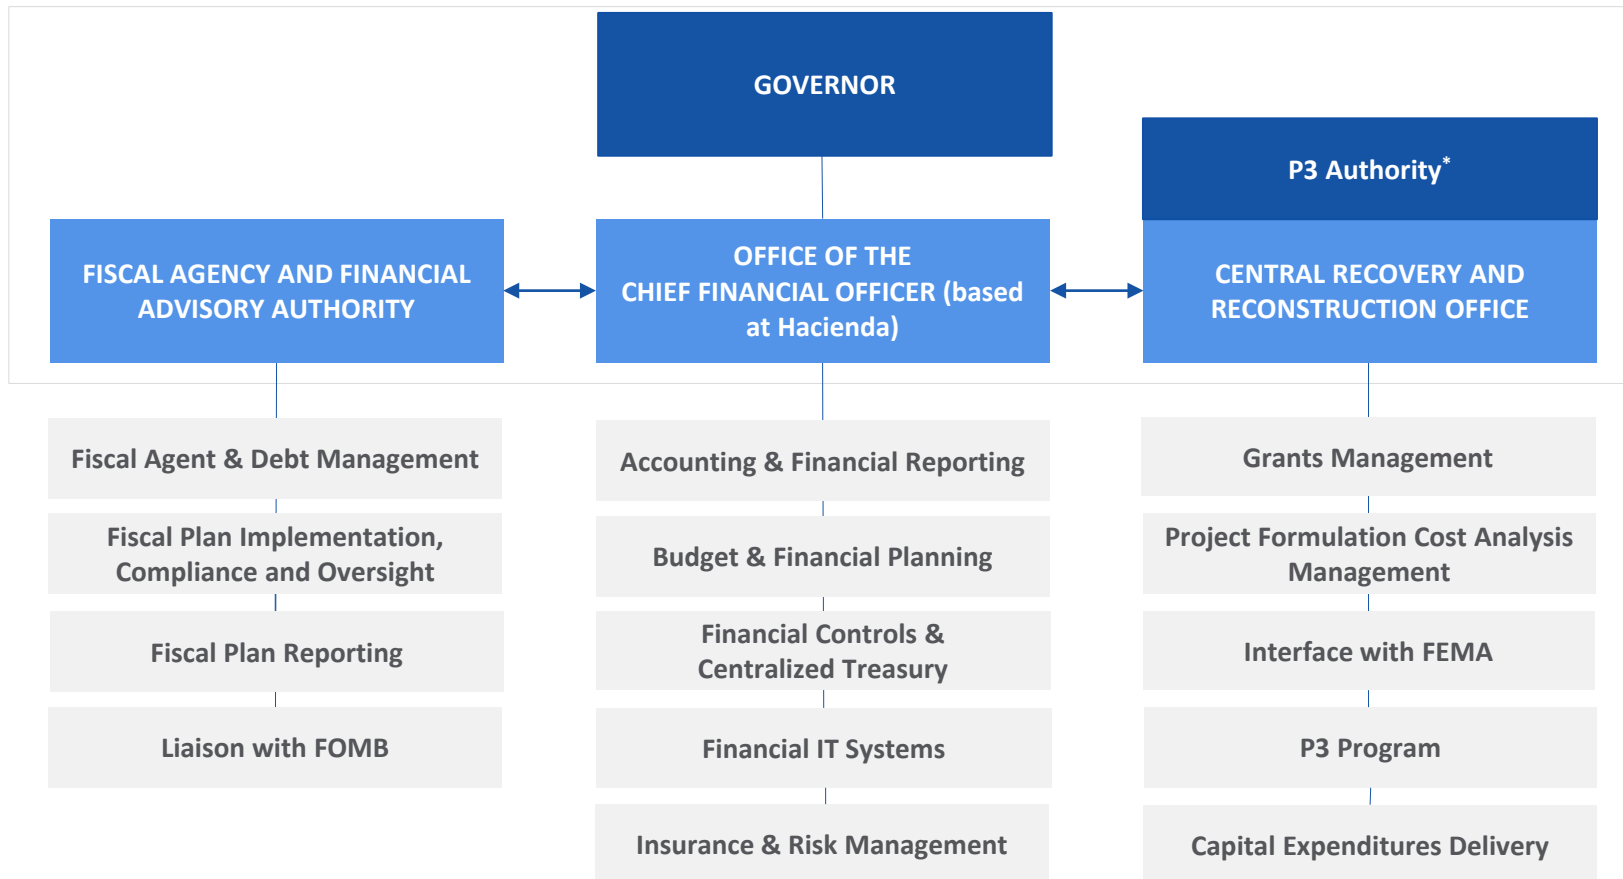 GOVERNOR
P3 Authority*
FISCAL AGENCY AND FINANCIAL
ADVISORY AUTHORITY
OFFICE OF THE
CHIEF FINANCIAL OFFICER (based
at Hacienda)
CENTRAL RECOVERY AND
RECONSTRUCTION OFFICE
Fiscal Agent & Debt Management
Fiscal Plan Implementation,
Compliance and Oversight
Fiscal Plan Reporting
Liaison with FOMB
Accounting & Financial Reporting
Budget & Financial Planning
Financial Controls &
Centralized Treasury
Financial IT Systems
Insurance & Risk Management
Grants Management
Project Formulation Cost Analysis
Management
Interface with FEMA
P3 Program
Capital Expenditures Delivery